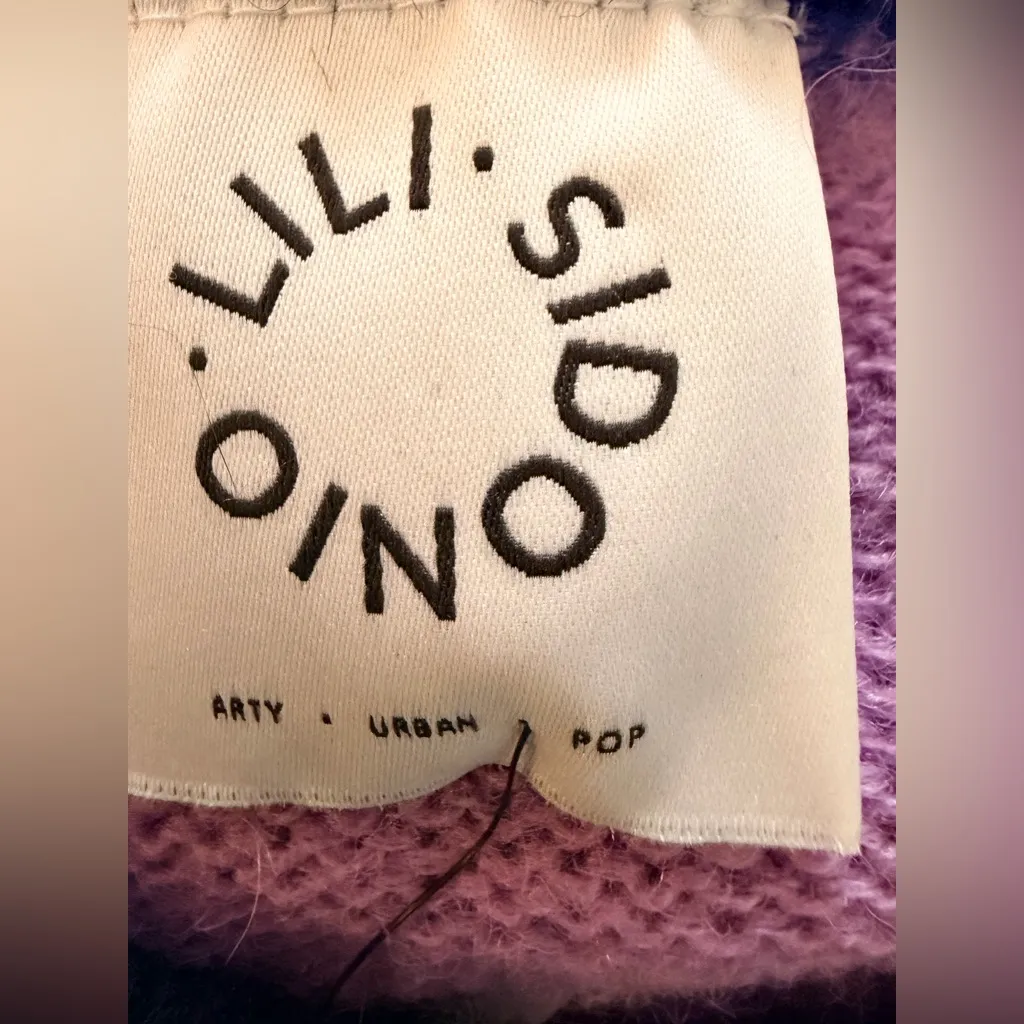 LILI · SIDONIO ·
ARTY · URBAN · POP